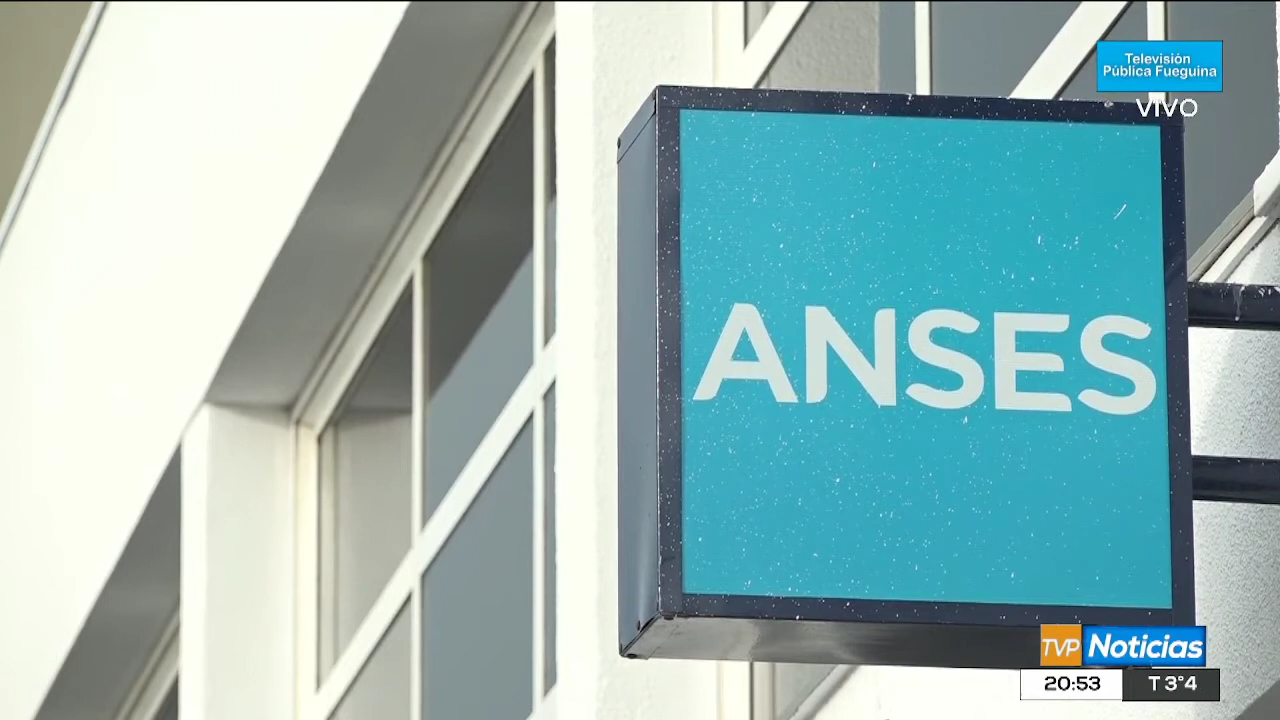 Televisión
Pública Fueguina
VIVO
ANSES
TVP Noticias
20:53 T 3°4